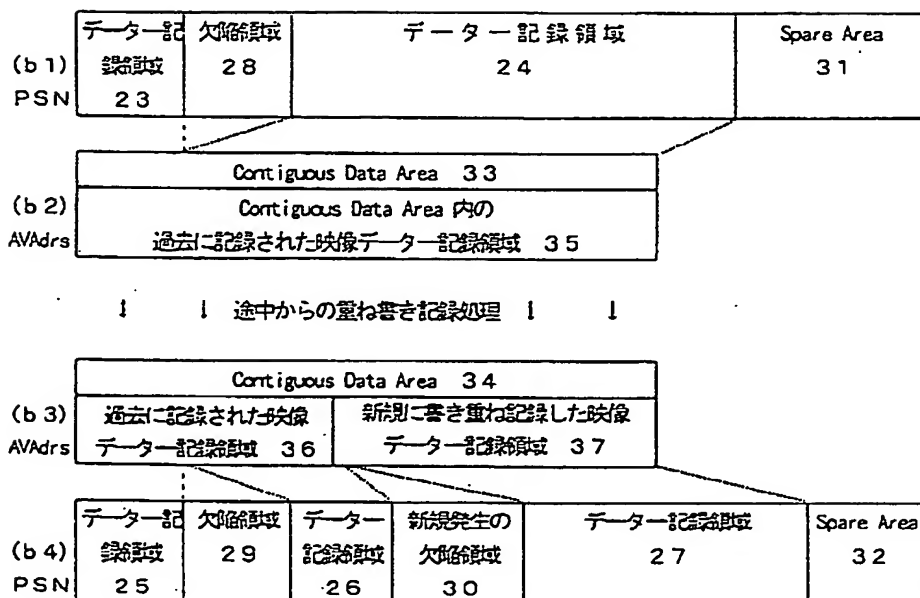 データー記 欠陥領域 データー記録領域 Spare Area
(b1) 録領域 28 24 31
PSN 23
Contiguous Data Area 33
(b2) Contiguous Data Area 内の
AVAdrs 過去に記録された映像データー記録領域 35
↓ ↓ 途中からの重ね書き記録処理 ↓ ↓
Contiguous Data Area 34
(b3) 過去に記録された映像 新規に書き重ね記録した映像
AVAdrs データー記録領域 36 データー記録領域 37
データー記 欠陥領域 データー 新規発生の データー記録領域 Spare Area
(b4) 録領域 29 記録領域 欠陥領域 27 32
PSN 25 26 30